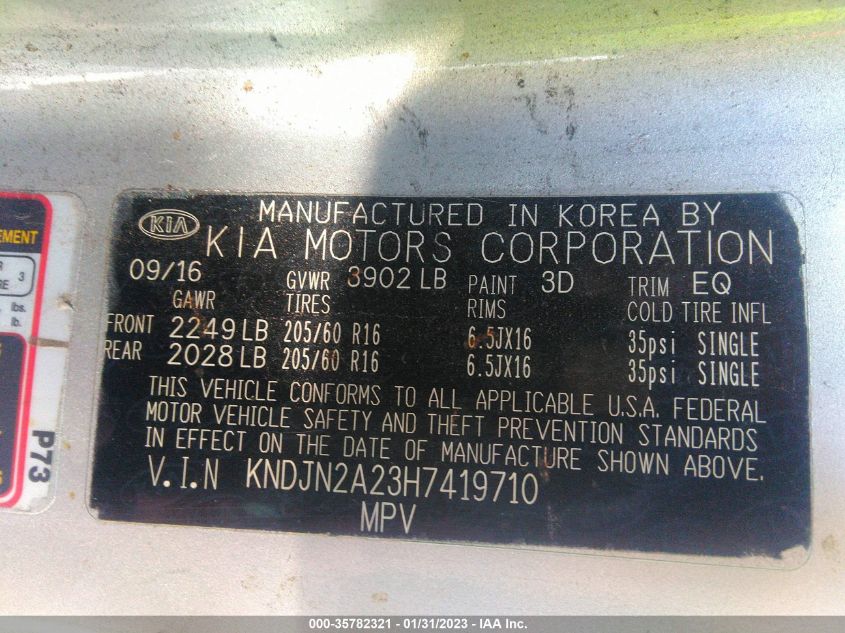 MANUFACTURED IN KOREA BY
KIA KIA MOTORS CORPORATION
09/16 GVWR 3902 LB PAINT 3D TRIM EQ
GAWR TIRES RIMS COLD TIRE INFL
FRONT 2249 LB 205/60 R16 6.5JX16 35psi SINGLE
REAR 2028 LB 205/60 R16 6.5JX16 35psi SINGLE
THIS VEHICLE CONFORMS TO ALL APPLICABLE U.S.A. FEDERAL
MOTOR VEHICLE SAFETY AND THEFT PREVENTION STANDARDS
IN EFFECT ON THE DATE OF MANUFACTURE SHOWN ABOVE.
V.I.N KNDJN2A23H7419710
MPV
EMENT
3
lbs.
lb.
P73
000-35782321 - 01/31/2023 - IAA Inc.